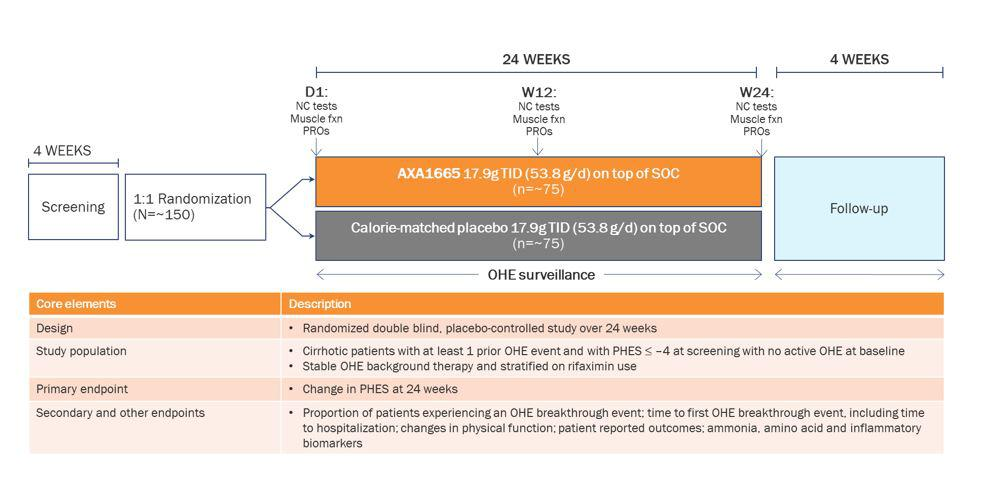 24 WEEKS
4 WEEKS
D1:
NC tests
Muscle fxn
PROs
W12:
NC tests
Muscle fxn
PROs
W24:
NC tests
Muscle fxn
PROs
4 WEEKS
Screening
1:1 Randomization
(N=~150)
AXA1665 17.9g TID (53.8 g/d) on top of SOC
(n=~75)
Calorie-matched placebo 17.9g TID (53.8 g/d) on top of SOC
(n=~75)
Follow-up
OHE surveillance
Core elements
Description
Design
• Randomized double blind, placebo-controlled study over 24 weeks
Study population
• Cirrhotic patients with at least 1 prior OHE event and with PHES ≤ –4 at screening with no active OHE at baseline
• Stable OHE background therapy and stratified on rifaximin use
Primary endpoint
• Change in PHES at 24 weeks
Secondary and other endpoints
• Proportion of patients experiencing an OHE breakthrough event; time to first OHE breakthrough event, including time
to hospitalization; changes in physical function; patient reported outcomes; ammonia, amino acid and inflammatory
biomarkers